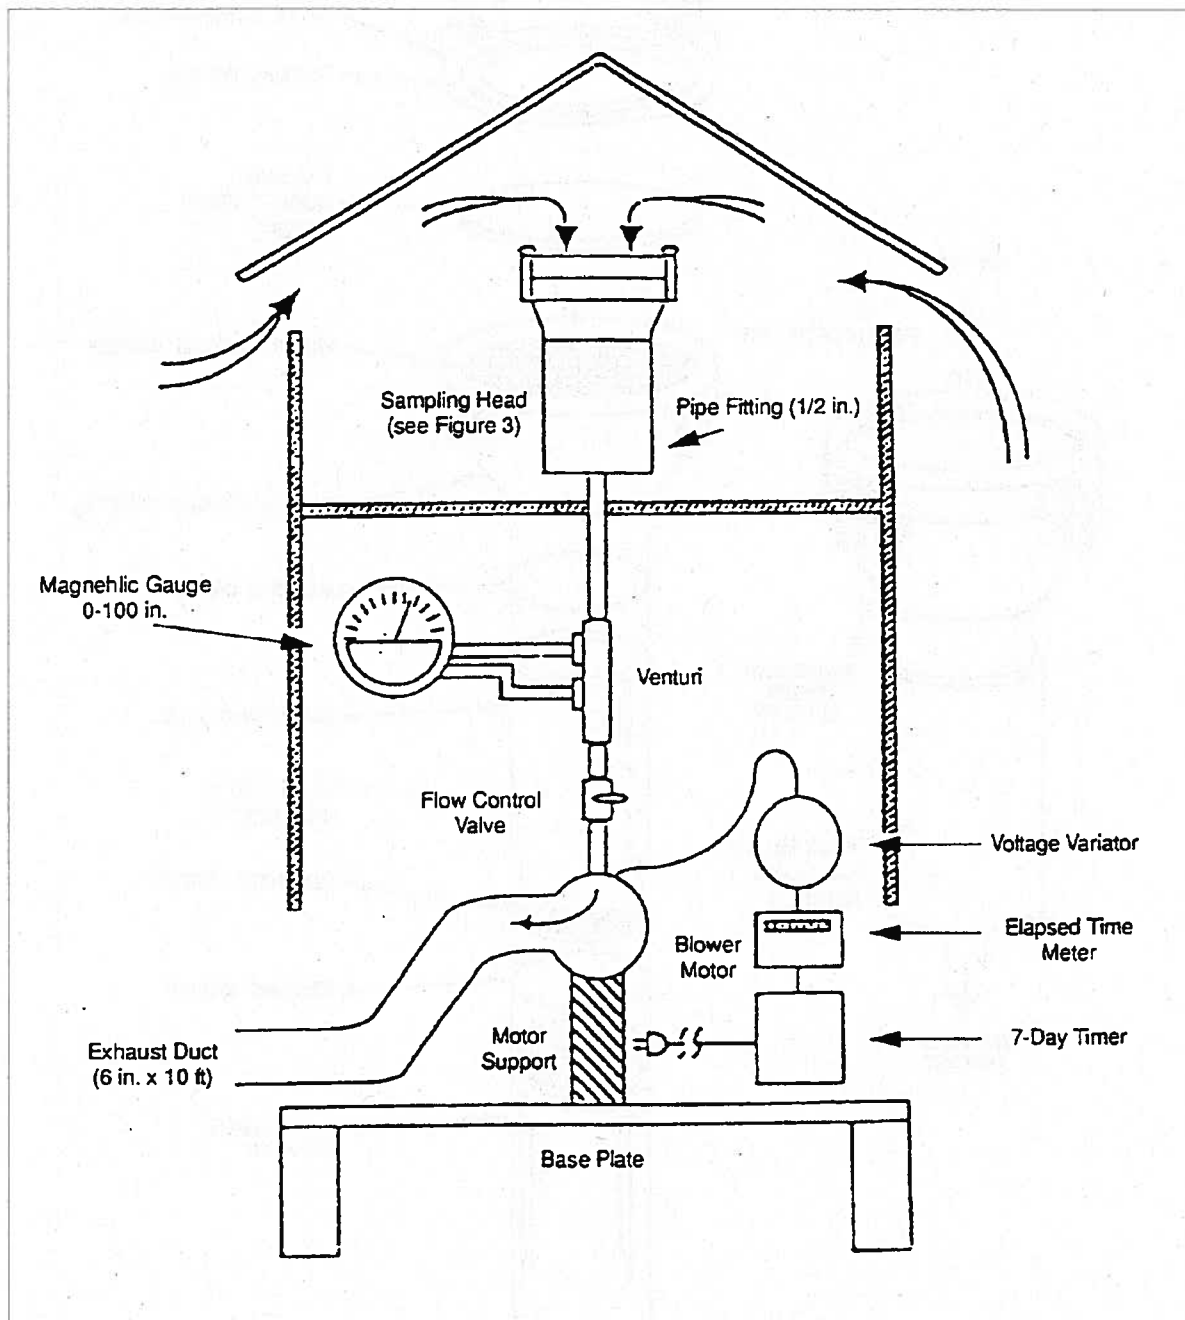 Sampling Head
(see Figure 3)
Pipe Fitting (1/2 in.)
Magnehlic Gauge
0-100 in.
Venturi
Flow Control
Valve
Voltage Variator
Elapsed Time
Meter
Blower
Motor
Motor
Support
7-Day Timer
Exhaust Duct
(6 in. x 10 ft)
Base Plate